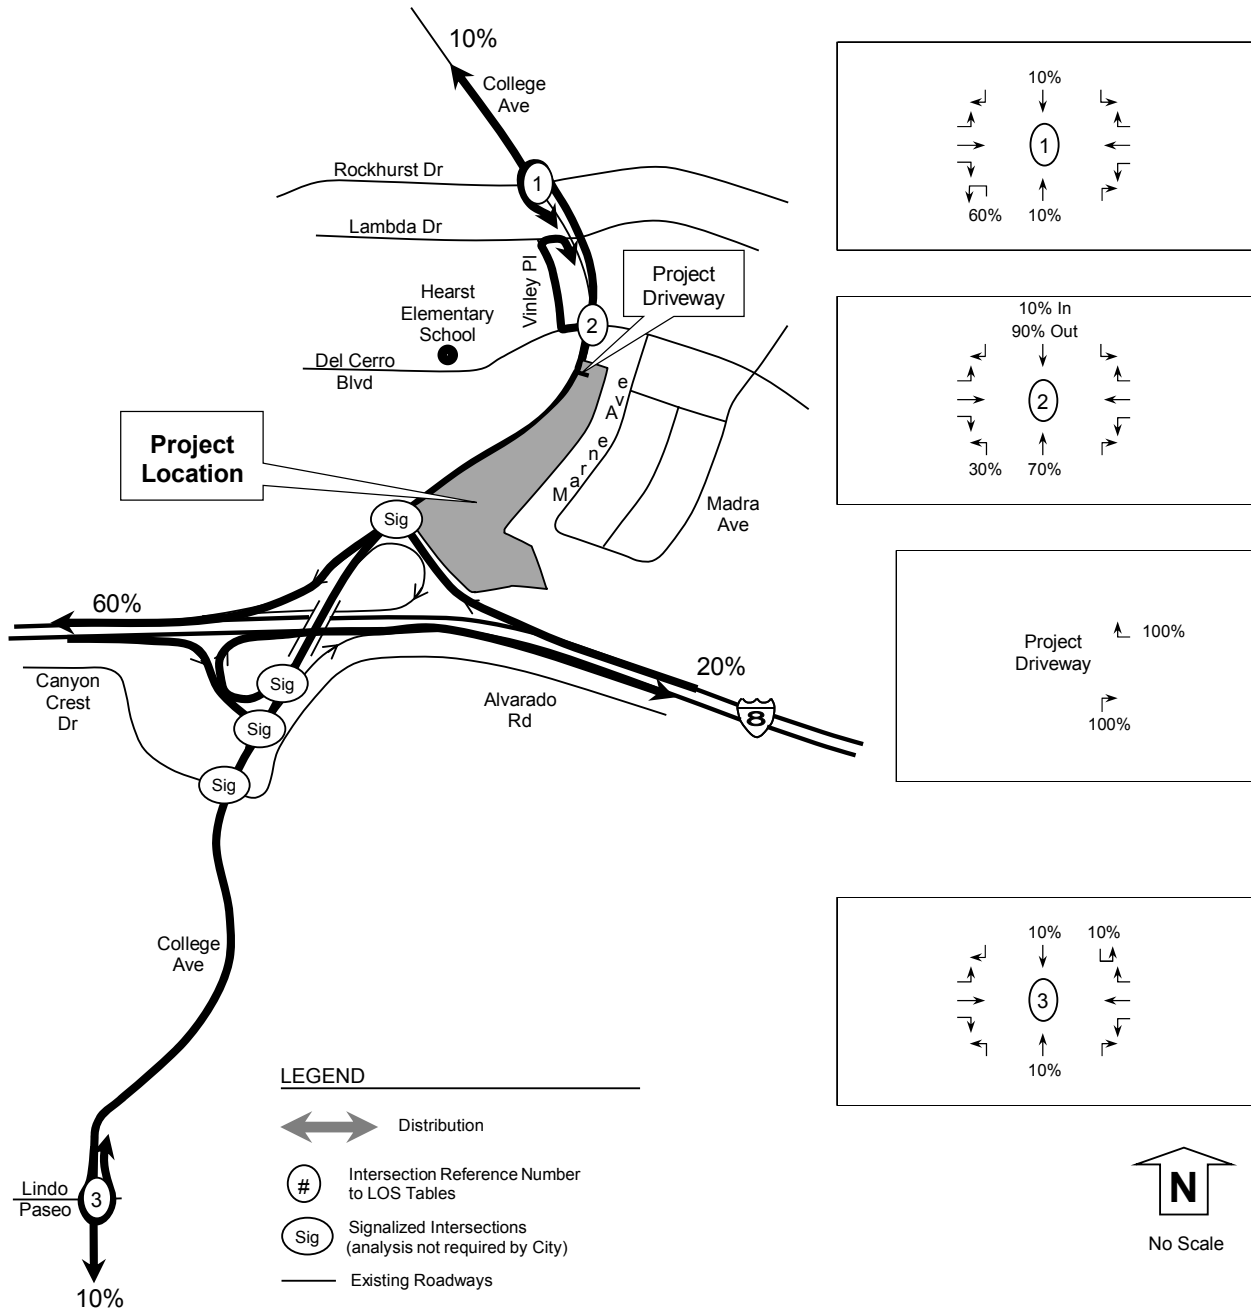 10%
College
Ave
Rockhurst Dr
1
Lambda Dr
Vinley Pl
Project
Driveway
Hearst
Elementary
School
2
Del Cerro
Blvd
Marne Ave
Project
Location
Madra
Ave
Sig
60%
20%
Canyon
Crest
Dr
Sig
Alvarado
Rd
8
Sig
Sig
College
Ave
Lindo
Paseo
3
10%
10%
1
60%
10%
10% In
90% Out
2
30%
70%
Project
Driveway
100%
100%
10%
10%
3
10%
LEGEND
Distribution
#
Intersection Reference Number
to LOS Tables
Sig
Signalized Intersections
(analysis not required by City)
Existing Roadways
N
No Scale